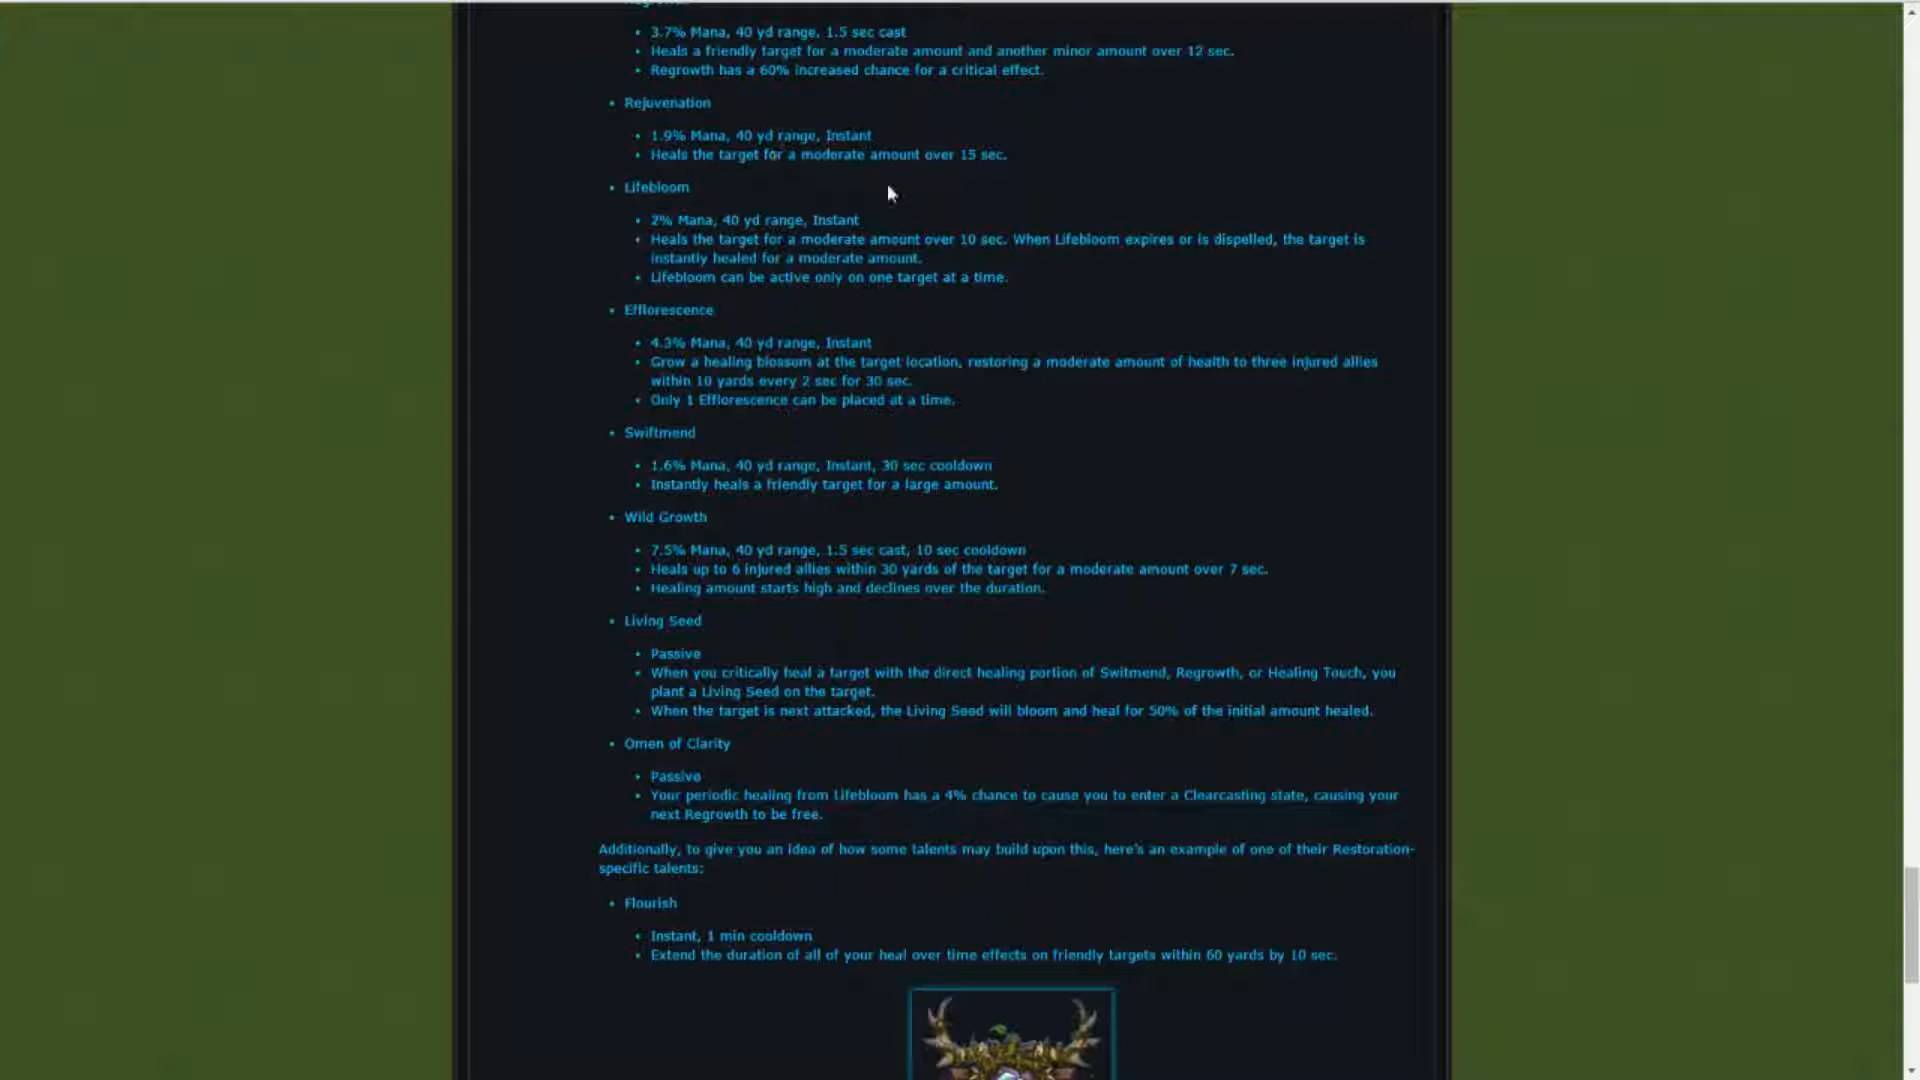 3.7% Mana, 40 yd range, 1.5 sec cast
Heals a friendly target for a moderate amount and another minor amount over 12 sec.
Regrowth has a 60% increased chance for a critical effect.
Rejuvenation
1.9% Mana, 40 yd range, Instant
Heals the target for a moderate amount over 15 sec.
Lifebloom
2% Mana, 40 yd range, Instant
Heals the target for a moderate amount over 10 sec. When Lifebloom expires or is dispelled, the target is
instantly healed for a moderate amount.
Lifebloom can be active only on one target at a time.
Efflorescence
4.3% Mana, 40 yd range, Instant
Grow a healing blossom at the target location, restoring a moderate amount of health to three injured allies
within 10 yards every 2 sec for 30 sec.
Only 1 Efflorescence can be placed at a time.
Swiftmend
1.6% Mana, 40 yd range, Instant, 30 sec cooldown
Instantly heals a friendly target for a large amount.
Wild Growth
7.5% Mana, 40 yd range, 1.5 sec cast, 10 sec cooldown
Heals up to 6 injured allies within 30 yards of the target for a moderate amount over 7 sec.
Healing amount starts high and declines over the duration.
Living Seed
Passive
When you critically heal a target with the direct healing portion of Switmend, Regrowth, or Healing Touch, you
plant a Living Seed on the target.
When the target is next attacked, the Living Seed will bloom and heal for 50% of the initial amount healed.
Omen of Clarity
Passive
Your periodic healing from Lifebloom has a 4% chance to cause you to enter a Clearcasting state, causing your
next Regrowth to be free.
Additionally, to give you an idea of how some talents may build upon this, here's an example of one of their Restoration-
specific talents:
Flourish
Instant, 1 min cooldown
Extend the duration of all of your heal over time effects on friendly targets within 60 yards by 10 sec.